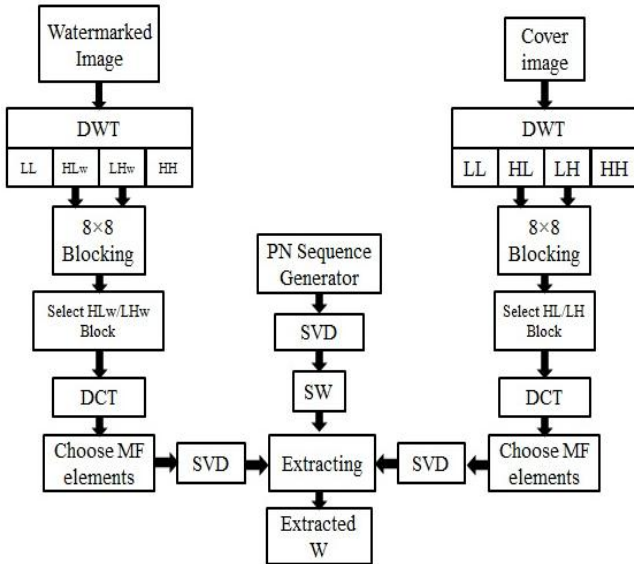 Watermarked
Image
DWT
LL HLw LHw HH
8×8
Blocking
Select HLw/LHw
Block
DCT
Choose MF
elements
SVD
PN Sequence
Generator
SVD
SW
Extracting
Extracted
W
Cover
image
DWT
LL HL LH HH
8×8
Blocking
Select HL/LH
Block
DCT
Choose MF
elements
SVD